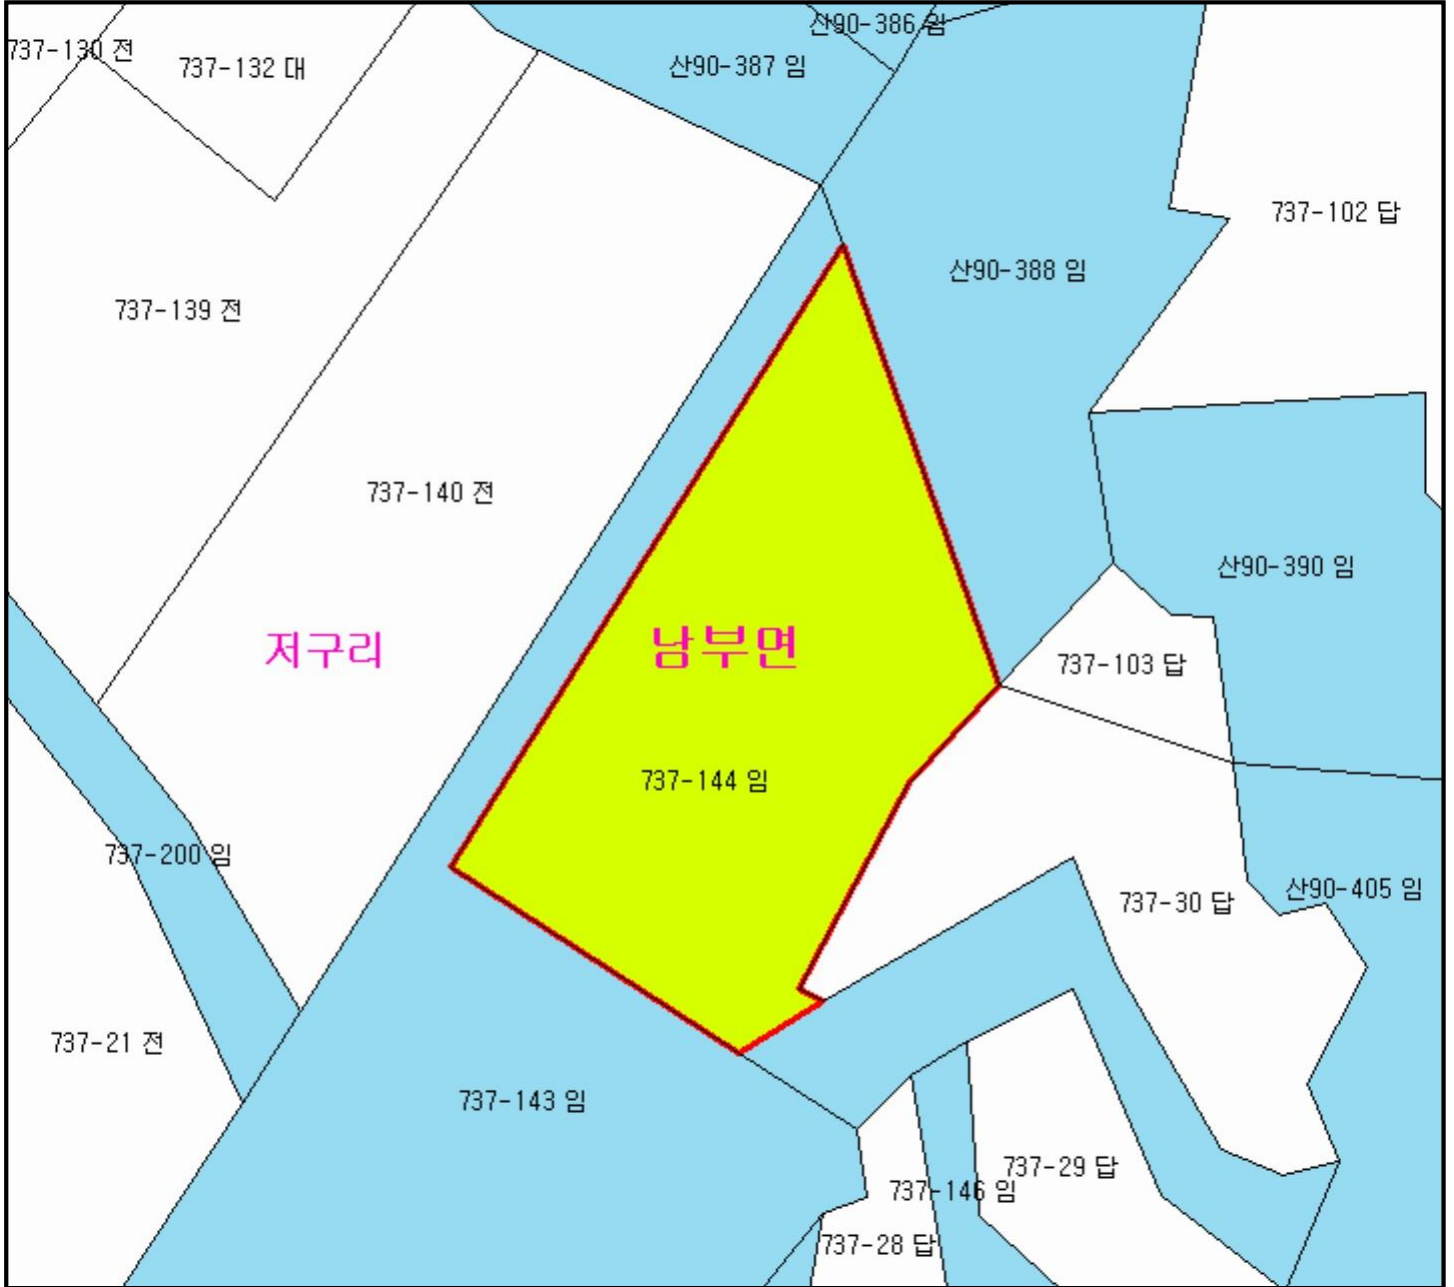 산90-386 임
737-130 전
산90-387 임
737-132 대
737-102 답
산90-388 임
737-139 전
737-140 전
산90-390 임
저구리
남부면
737-103 답
737-144 임
737-200 임
산90-405 임
737-30 답
737-21 전
737-143 임
737-29 답
737-146 임
737-28 답